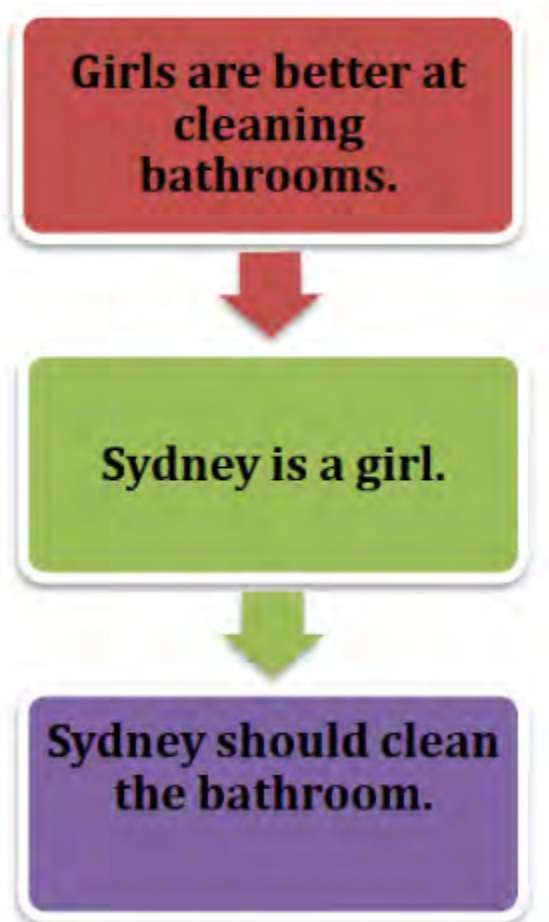 Girls are better at
cleaning
bathrooms.
Sydney is a girl.
Sydney should clean
the bathroom.